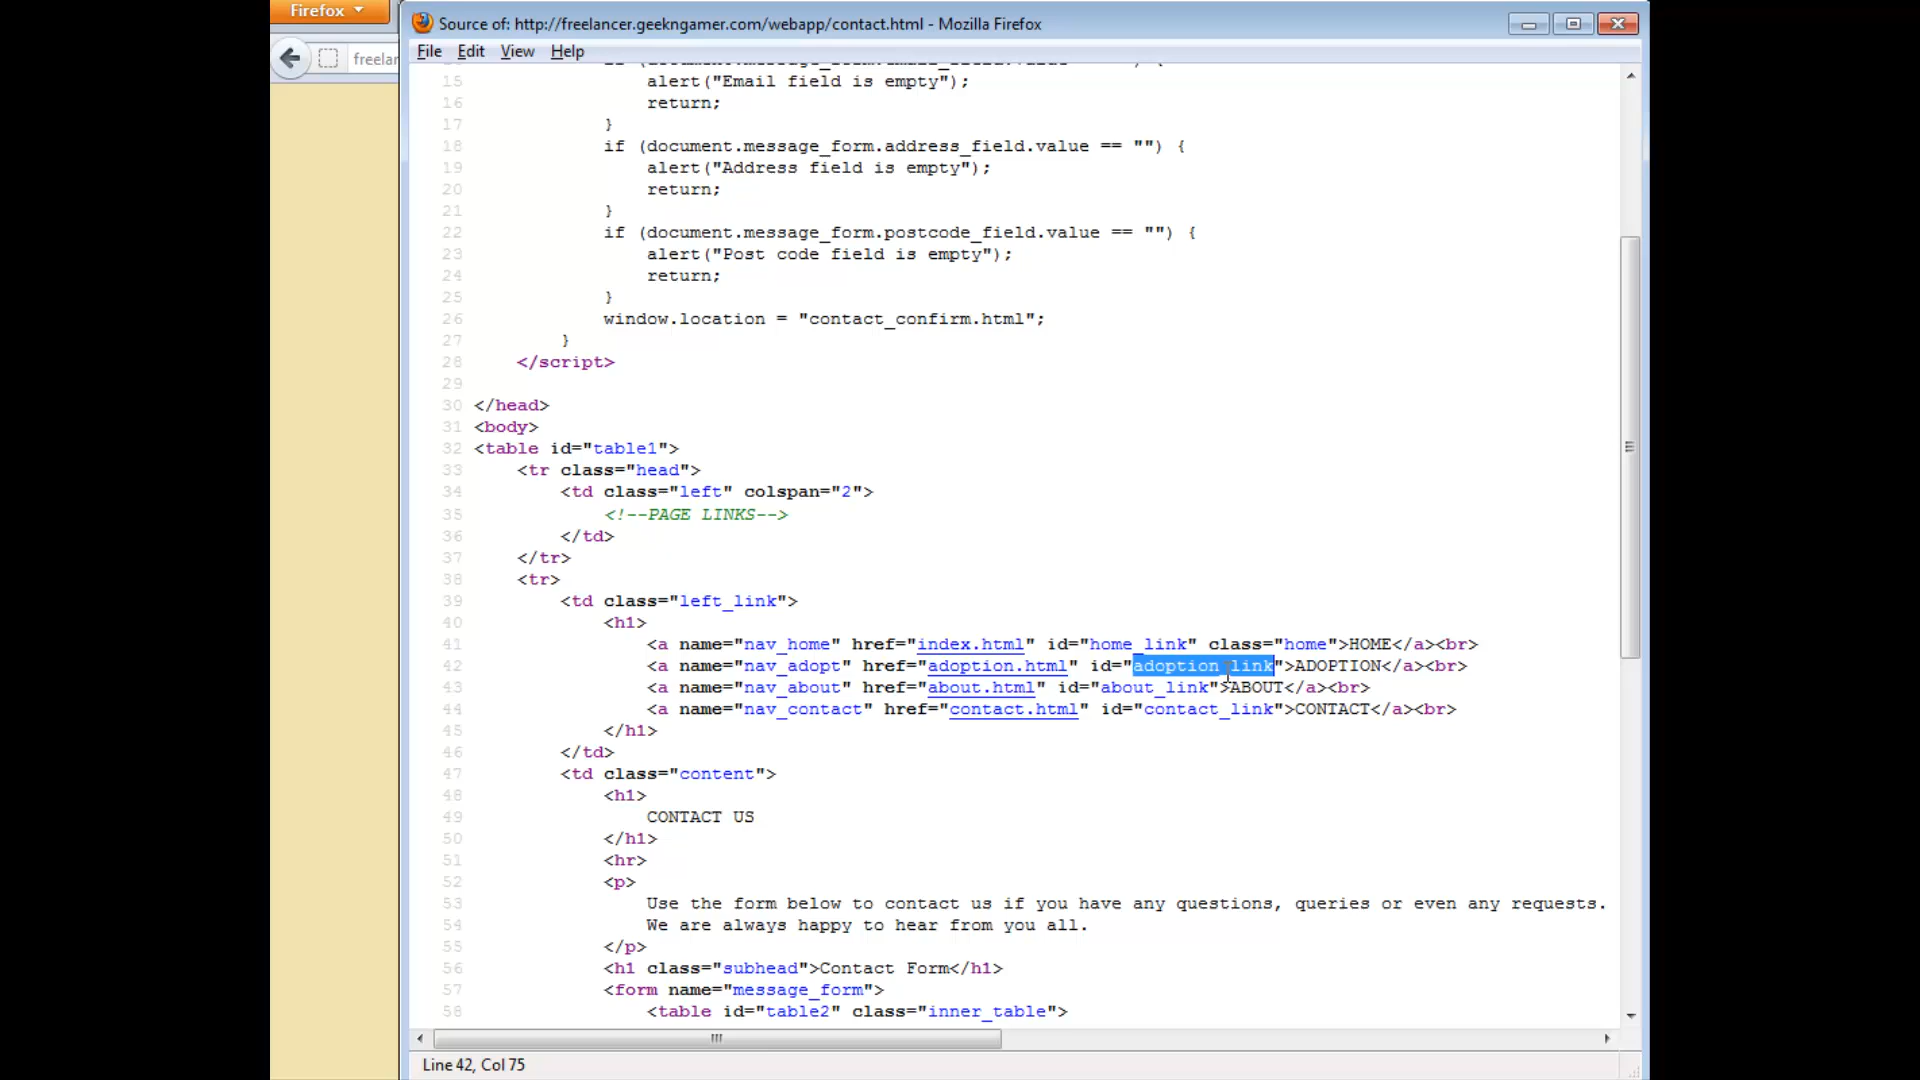 Firefox
Source of: http://freelancer.geekngamer.com/webapp/contact.html - Mozilla Firefox
freelan
File Edit View Help
15 alert("Email field is empty");
16 return;
17 }
18 if (document.message_form.address_field.value == "") {
19 alert("Address field is empty");
20 return;
21 }
22 if (document.message_form.postcode_field.value == "") {
23 alert("Post code field is empty");
24 return;
25 }
26 window.location = "contact_confirm.html";
27 }
28 </script>
29
30 </head>
31 <body>
32 <table id="table1">
33 <tr class="head">
34 <td class="left" colspan="2">
35 <!--PAGE LINKS-->
36 </td>
37 </tr>
38 <tr>
39 <td class="left_link">
40 <h1>
41 <a name="nav_home" href="index.html" id="home_link" class="home">HOME</a><br>
42 <a name="nav_adopt" href="adoption.html" id="adoption_link">ADOPTION</a><br>
43 <a name="nav_about" href="about.html" id="about_link">ABOUT</a><br>
44 <a name="nav_contact" href="contact.html" id="contact_link">CONTACT</a><br>
45 </h1>
46 </td>
47 <td class="content">
48 <h1>
49 CONTACT US
50 </h1>
51 <hr>
52 <p>
53 Use the form below to contact us if you have any questions, queries or even any requests.
54 We are always happy to hear from you all.
55 </p>
56 <h1 class="subhead">Contact Form</h1>
57 <form name="message_form">
58 <table id="table2" class="inner_table">
Line 42, Col 75